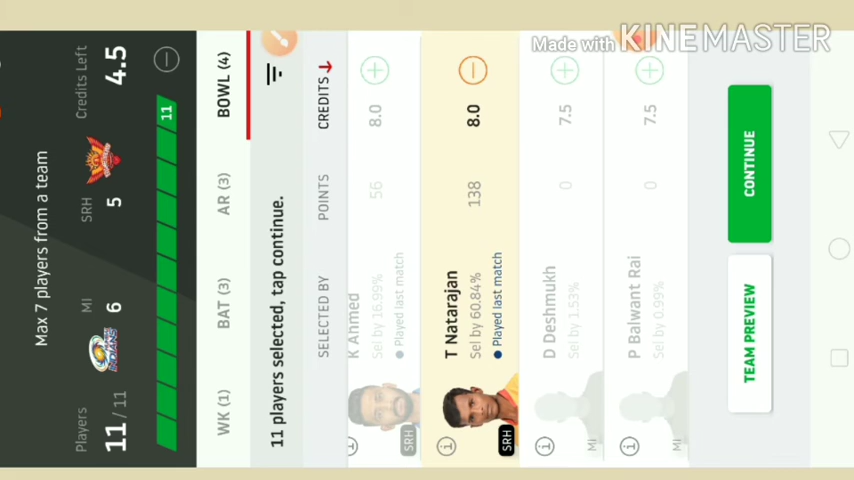 Made with KINEMASTER
Max 7 players from a team
Players
11 / 11
MI
6
SRH
5
Credits Left
4.5
11
WK (1)
BAT (3)
AR (3)
BOWL (4)
11 players selected, tap continue.
SELECTED BY
POINTS
CREDITS
K Ahmed
Sel by 16.99%
Played last match
56
8.0
SRH
T Natarajan
Sel by 60.84%
Played last match
138
8.0
SRH
D Deshmukh
Sel by 1.53%
0
7.5
MI
P Balwant Rai
Sel by 0.99%
0
7.5
MI
TEAM PREVIEW
CONTINUE